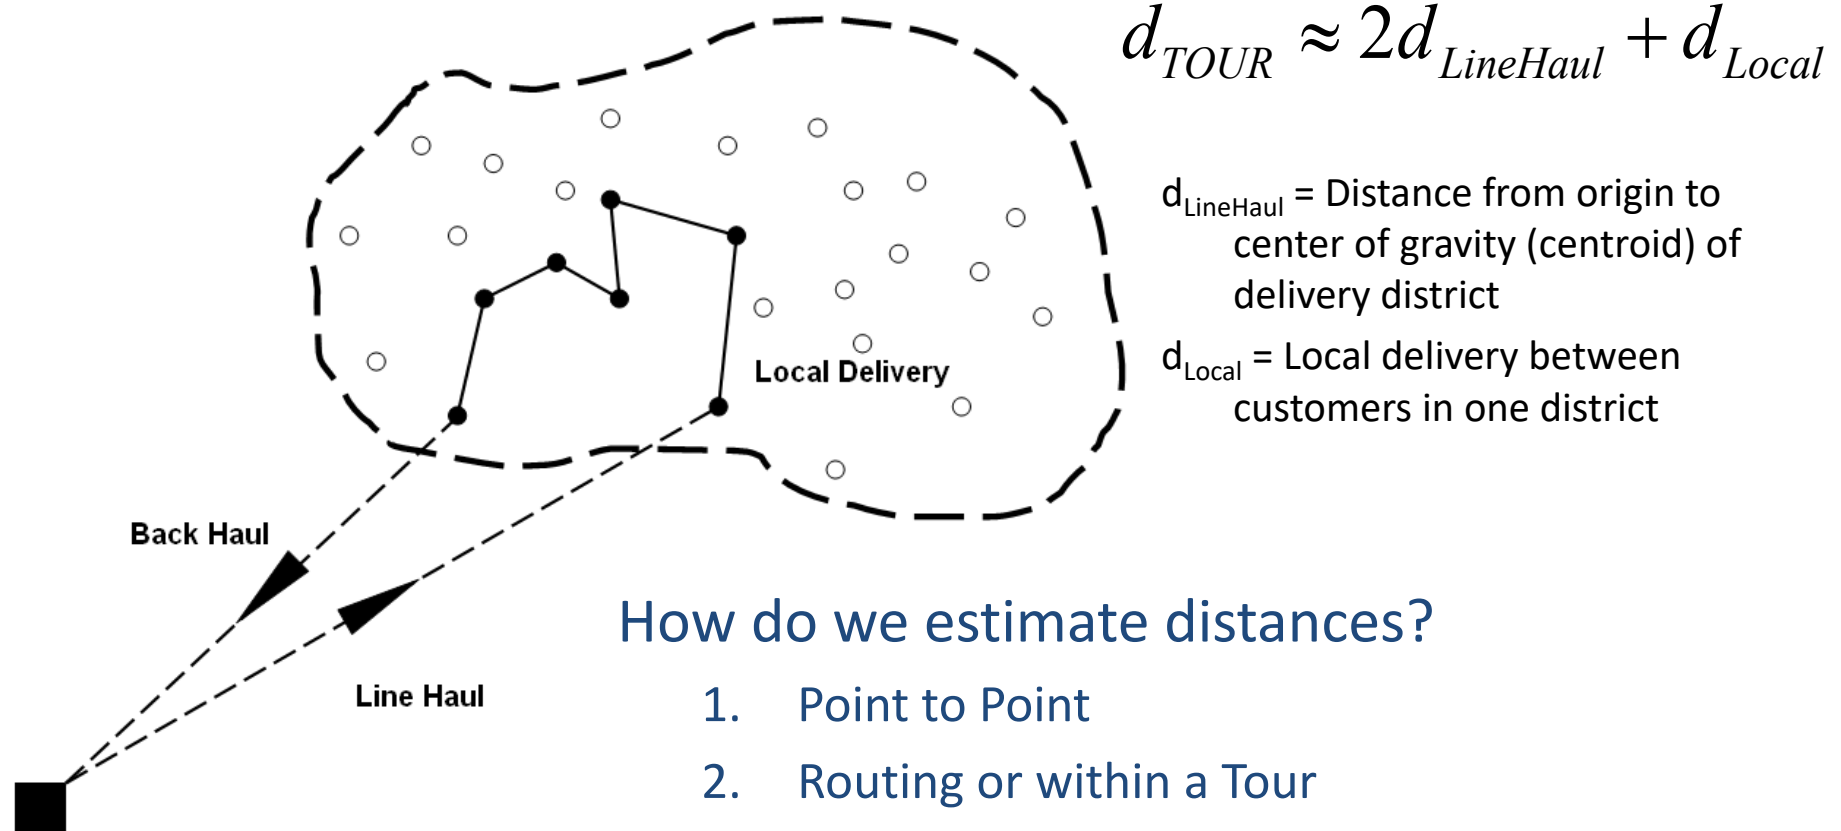 d_TOUR ≈ 2d_LineHaul + d_Local
d_LineHaul = Distance from origin to
center of gravity (centroid) of
delivery district
d_Local = Local delivery between
customers in one district
Local Delivery
Back Haul
Line Haul
How do we estimate distances?
1. Point to Point
2. Routing or within a Tour